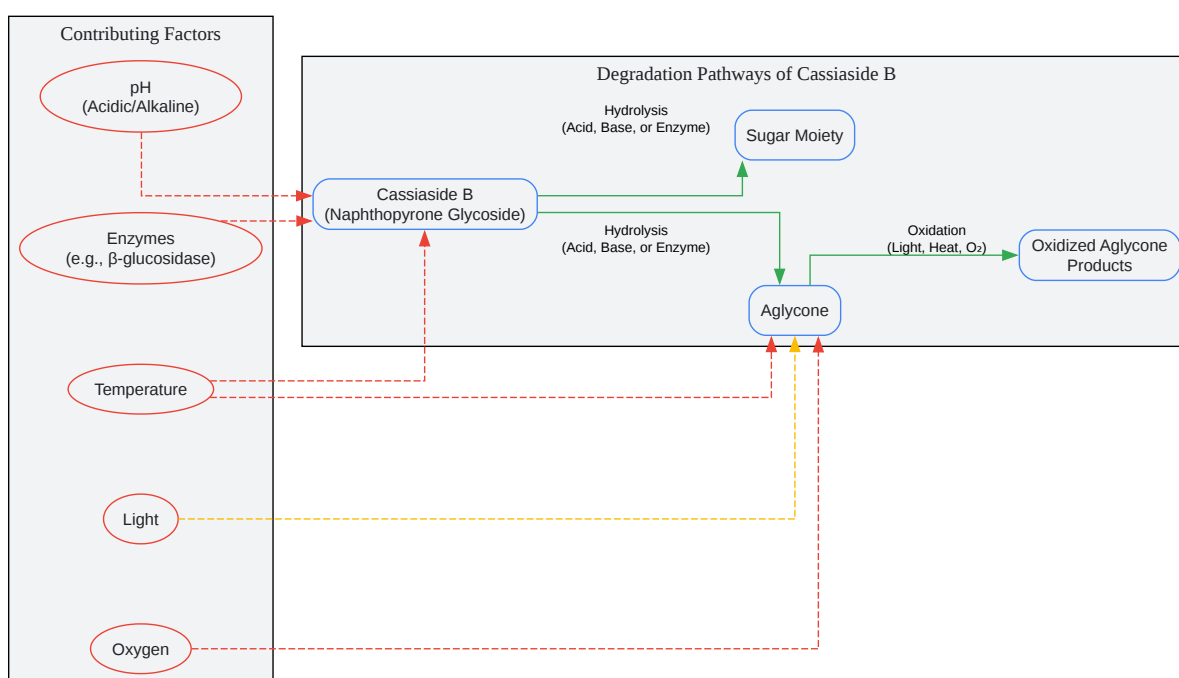 Contributing Factors
pH
(Acidic/Alkaline)
Enzymes
(e.g., β-glucosidase)
Temperature
Light
Oxygen
Degradation Pathways of Cassiaside B
Cassiaside B
(Naphthopyrone Glycoside)
Hydrolysis
(Acid, Base, or Enzyme)
Sugar Moiety
Hydrolysis
(Acid, Base, or Enzyme)
Aglycone
Oxidation
(Light, Heat, O₂)
Oxidized Aglycone
Products